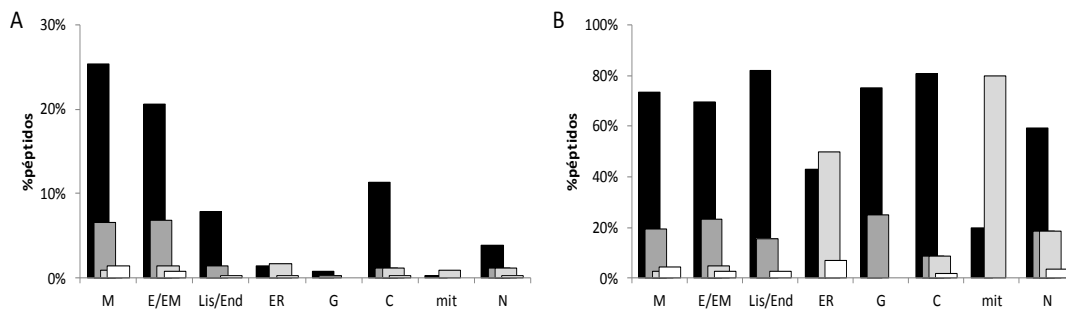 A
B
%péptidos
30%
20%
10%
0%
M E/EM Lis/End ER G C mit N
%péptidos
100%
80%
60%
40%
20%
0%
M E/EM Lis/End ER G C mit N